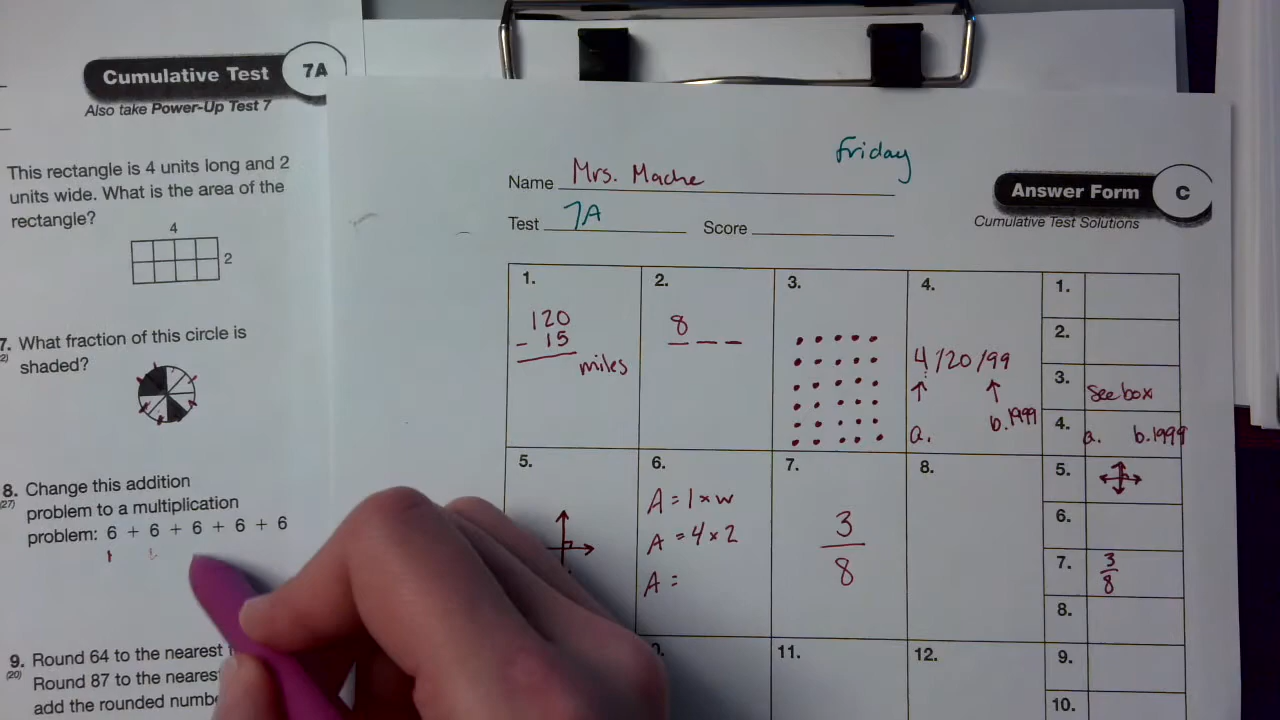 Cumulative Test 7A
Also take Power-Up Test 7
This rectangle is 4 units long and 2
units wide. What is the area of the
rectangle?
4
2
7. What fraction of this circle is
2) shaded?
8. Change this addition
(27) problem to a multiplication
problem: 6 + 6 + 6 + 6 + 6
9. Round 64 to the nearest
(20) Round 87 to the nearest
add the rounded
Friday
Name Mrs. Mache
Answer Form C
Test 7A Score
Cumulative Test Solutions
1.
120
- 15
miles
2.
8 _ _
3.
4.
4/20/99
a. b. 1999
5.
6.
A = l x w
A = 4 x 2
A =
7.
3
8
8.
11.
12.
1.
2.
3. see box
4. a. b. 1999
5.
6.
7. 3
8
8.
9.
10.